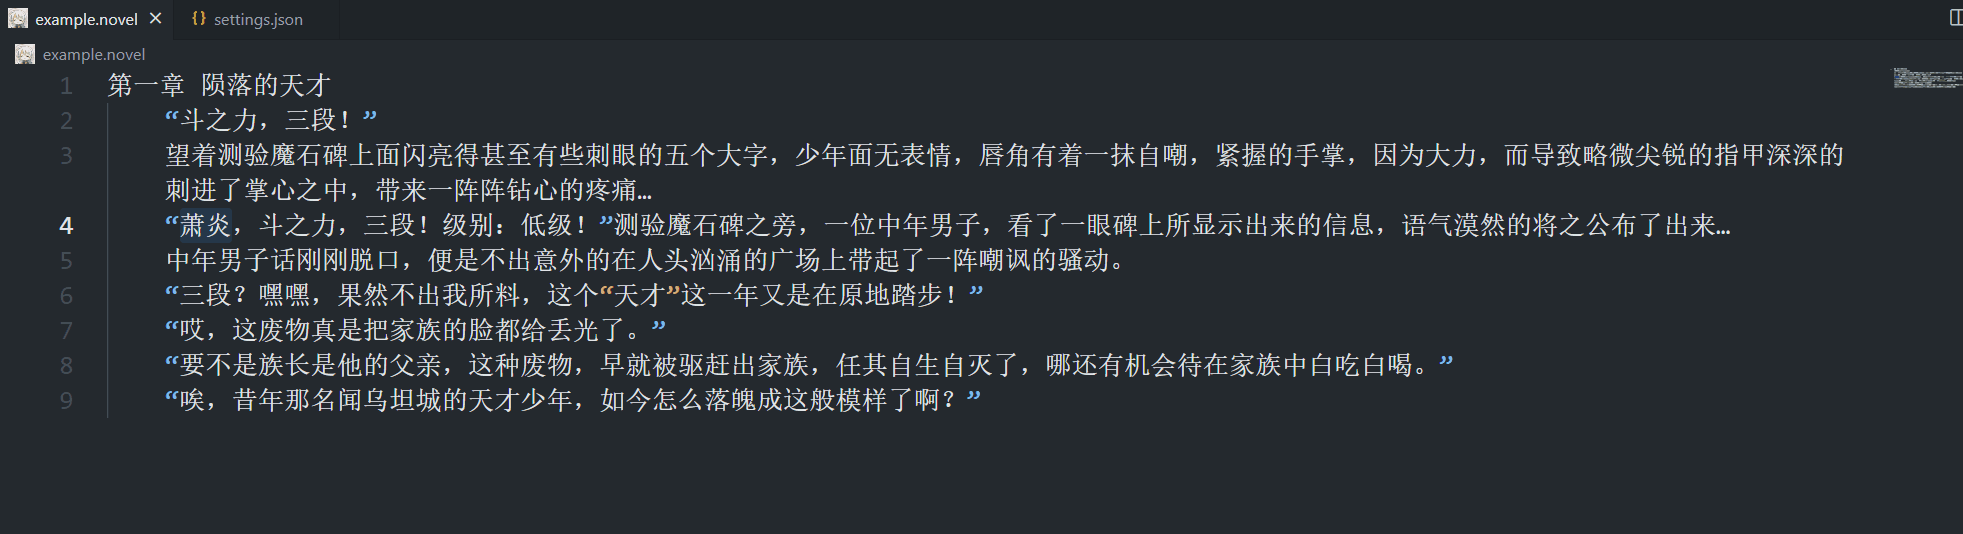 example.novel
settings.json
example.novel
1 第一章 陨落的天才
2 “斗之力，三段！”
3 望着测验魔石碑上面闪亮得甚至有些刺眼的五个大字，少年面无表情，唇角有着一抹自嘲，紧握的手掌，因为大力，而导致略微尖锐的指甲深深的
刺进了掌心之中，带来一阵阵钻心的疼痛…
4 “萧炎，斗之力，三段！级别：低级！”测验魔石碑之旁，一位中年男子，看了一眼碑上所显示出来的信息，语气漠然的将之公布了出来…
5 中年男子话刚刚脱口，便是不出意外的在人头汹涌的广场上带起了一阵嘲讽的骚动。
6 “三段？嘿嘿，果然不出我所料，这个“天才”这一年又是在原地踏步！”
7 “哎，这废物真是把家族的脸都给丢光了。”
8 “要不是族长是他的父亲，这种废物，早就被驱赶出家族，任其自生自灭了，哪还有机会待在家族中白吃白喝。”
9 “唉，昔年那名闻乌坦城的天才少年，如今怎么落魄成这般模样了啊？”